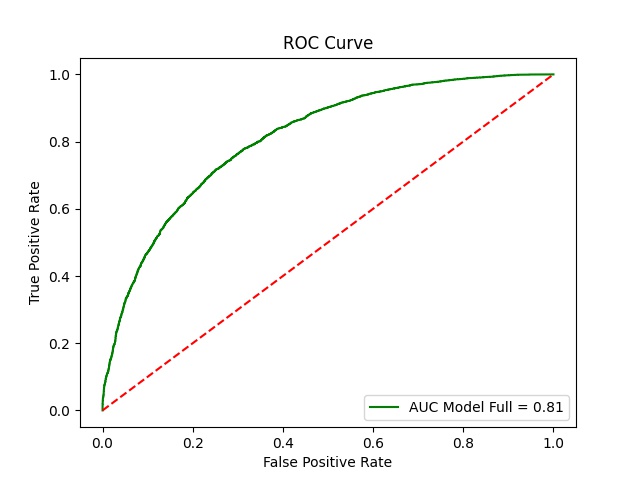 ROC Curve
True Positive Rate
1.0
0.8
0.6
0.4
0.2
0.0
AUC Model Full = 0.81
0.0 0.2 0.4 0.6 0.8 1.0
False Positive Rate